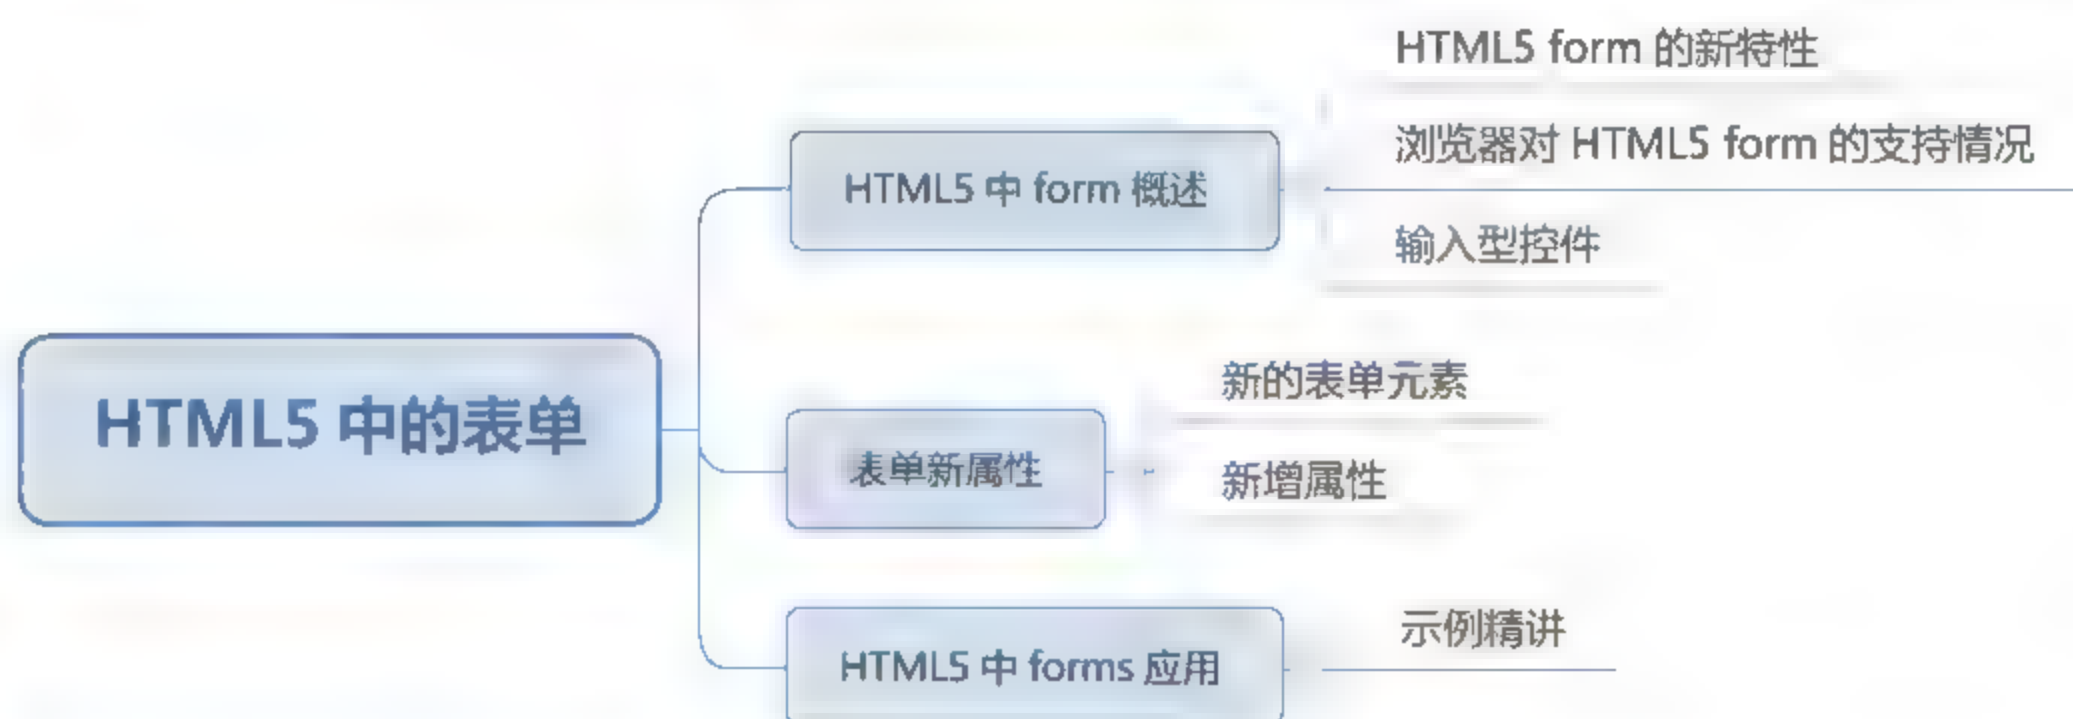 HTML5 中的表单
HTML5 中 form 概述
HTML5 form 的新特性
浏览器对 HTML5 form 的支持情况
输入型控件
表单新属性
新的表单元素
新增属性
HTML5 中 forms 应用
示例精讲